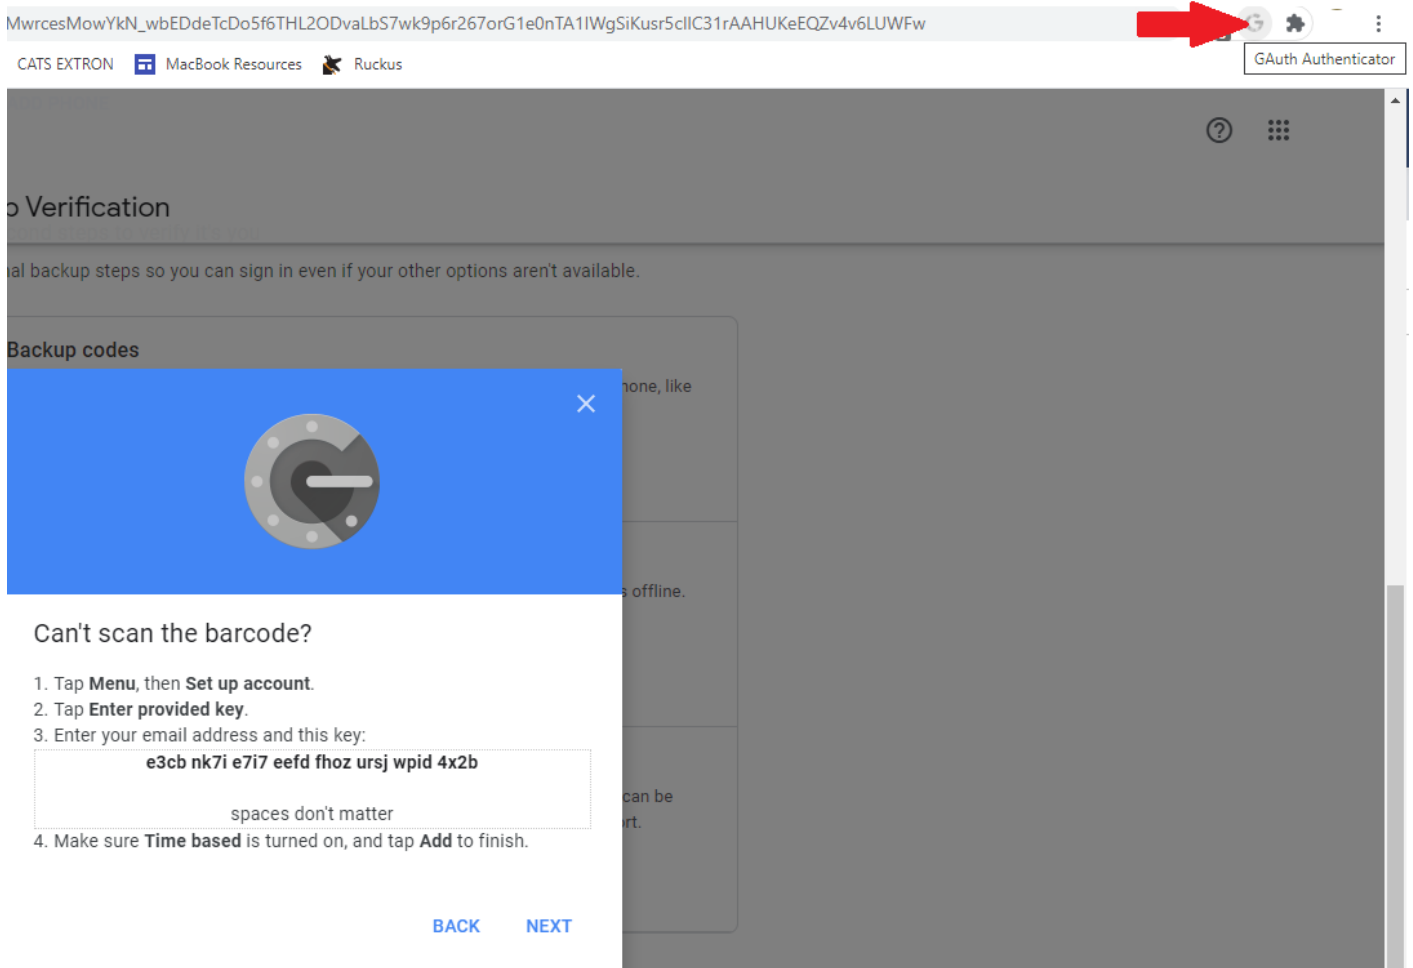 MwrcesMowYkN_wbEDdeTcDo5f6THL2ODvaLbS7wk9p6r267orG1e0nTA1IWgSiKusr5clIC31rAAHUKeEQZv4v6LUWFw
GAuth Authenticator
CATS EXTRON MacBook Resources Ruckus
Verification
backup steps so you can sign in even if your other options aren't available.
Backup codes
like
offline.
can be
Can't scan the barcode?
1. Tap Menu, then Set up account.
2. Tap Enter provided key.
3. Enter your email address and this key:
e3cb nk7i e7i7 eefd fhoz ursj wpid 4x2b
spaces don't matter
4. Make sure Time based is turned on, and tap Add to finish.
BACK NEXT